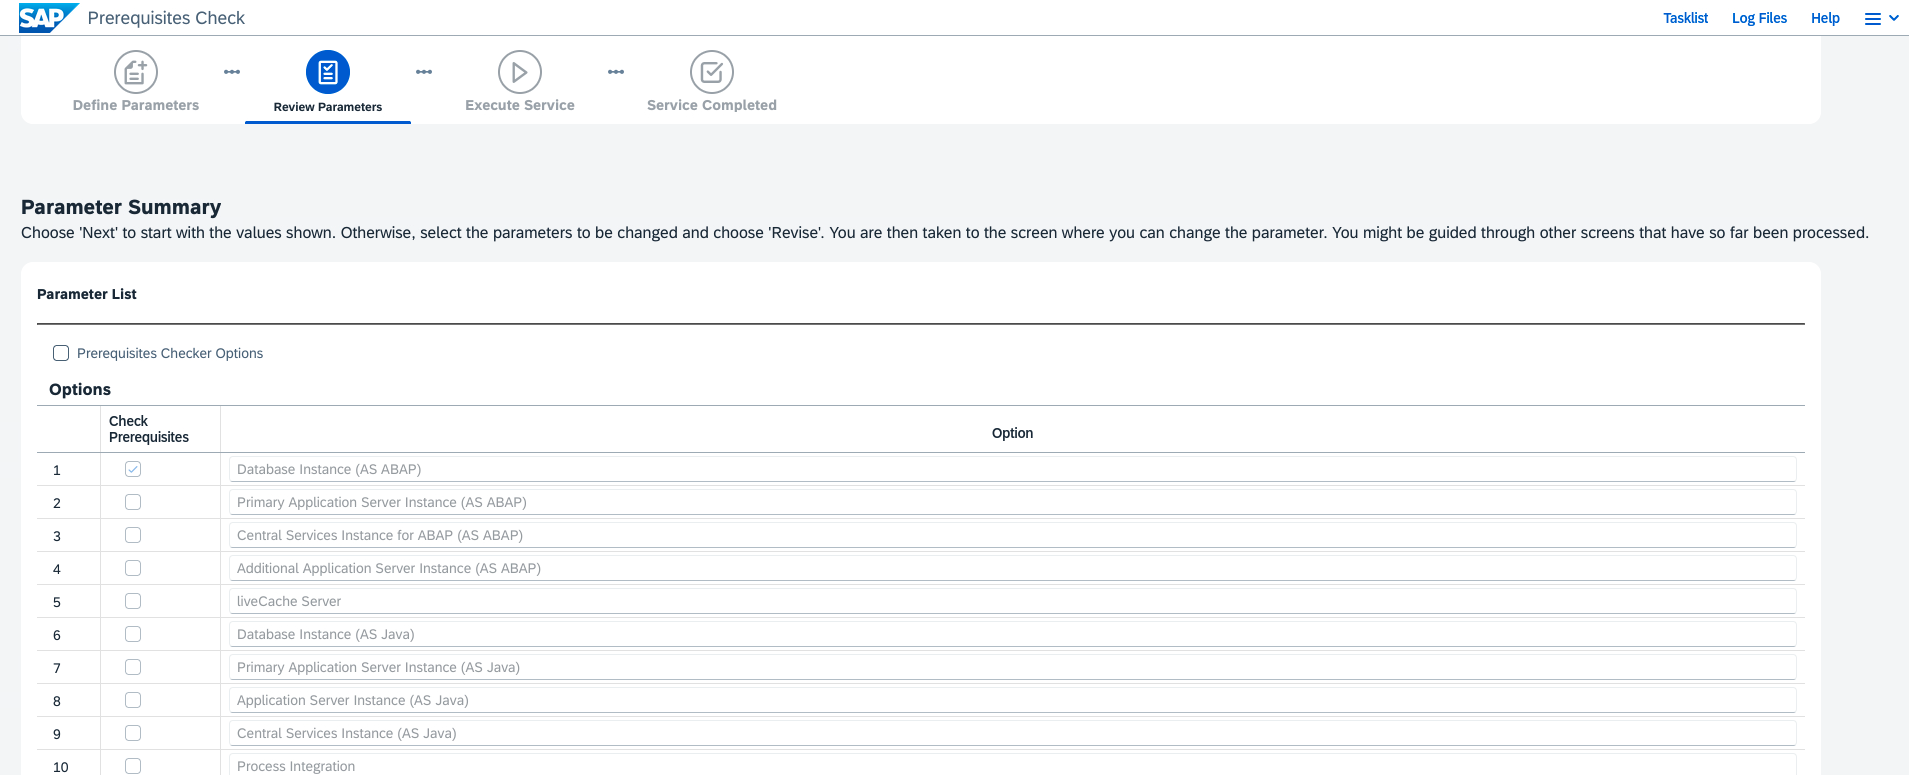 SAP Prerequisites Check Tasklist Log Files Help
Define Parameters Review Parameters Execute Service Service Completed
Parameter Summary
Choose 'Next' to start with the values shown. Otherwise, select the parameters to be changed and choose 'Revise'. You are then taken to the screen where you can change the parameter. You might be guided through other screens that have so far been processed.
Parameter List
Prerequisites Checker Options
Options
Check
Prerequisites
Option
1 Database Instance (AS ABAP)
2 Primary Application Server Instance (AS ABAP)
3 Central Services Instance for ABAP (AS ABAP)
4 Additional Application Server Instance (AS ABAP)
5 liveCache Server
6 Database Instance (AS Java)
7 Primary Application Server Instance (AS Java)
8 Application Server Instance (AS Java)
9 Central Services Instance (AS Java)
10 Process Integration